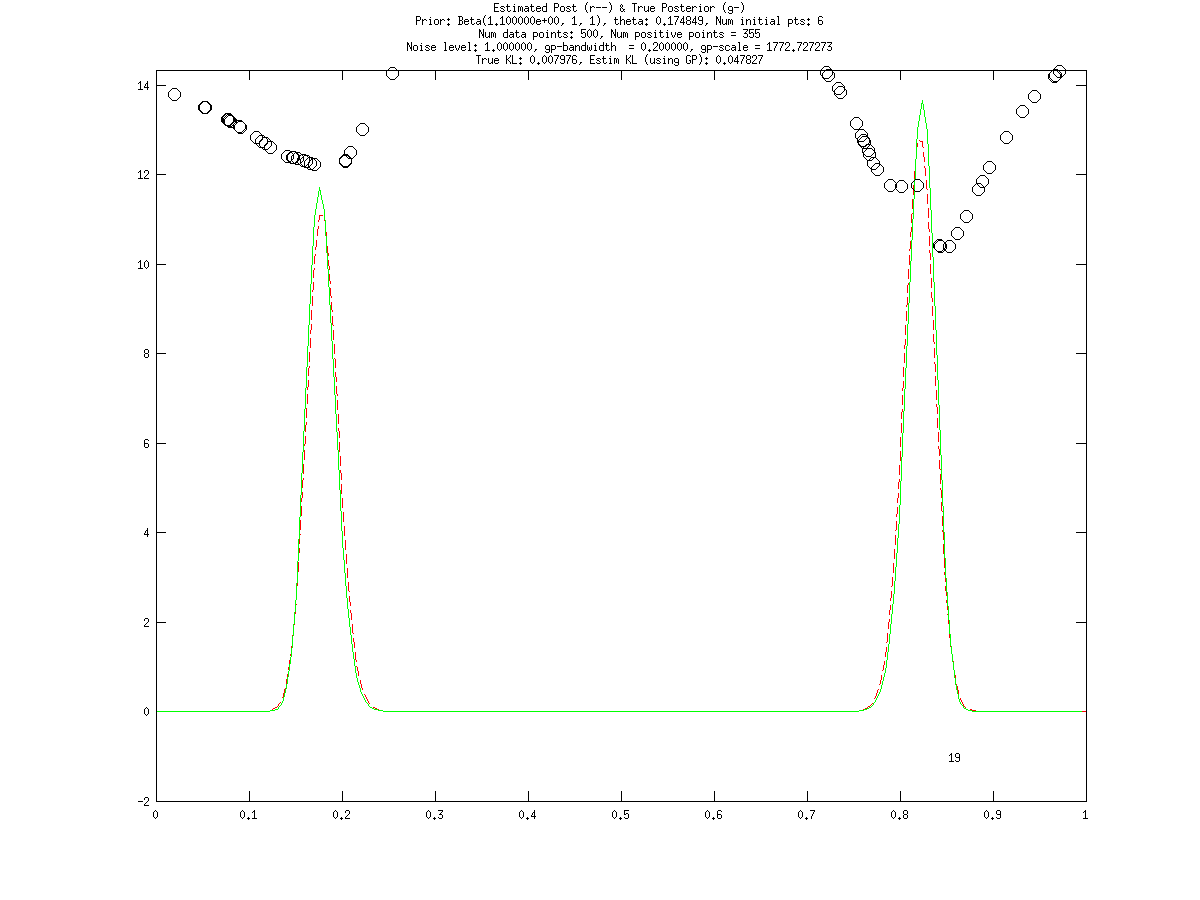 Estimated Post (r--) & True Posterior (g-)
Prior: Beta(1.100000e+00, 1, 1), theta: 0.174849, Num initial pts: 6
Num data points: 500, Num positive points = 355
Noise level: 1.000000, gp-bandwidth  = 0.200000, gp-scale = 1772.727273
True KL: 0.007976, Estim KL (using GP): 0.047827
14
12
10
8
6
4
2
0
19
-2
0 0.1 0.2 0.3 0.4 0.5 0.6 0.7 0.8 0.9 1